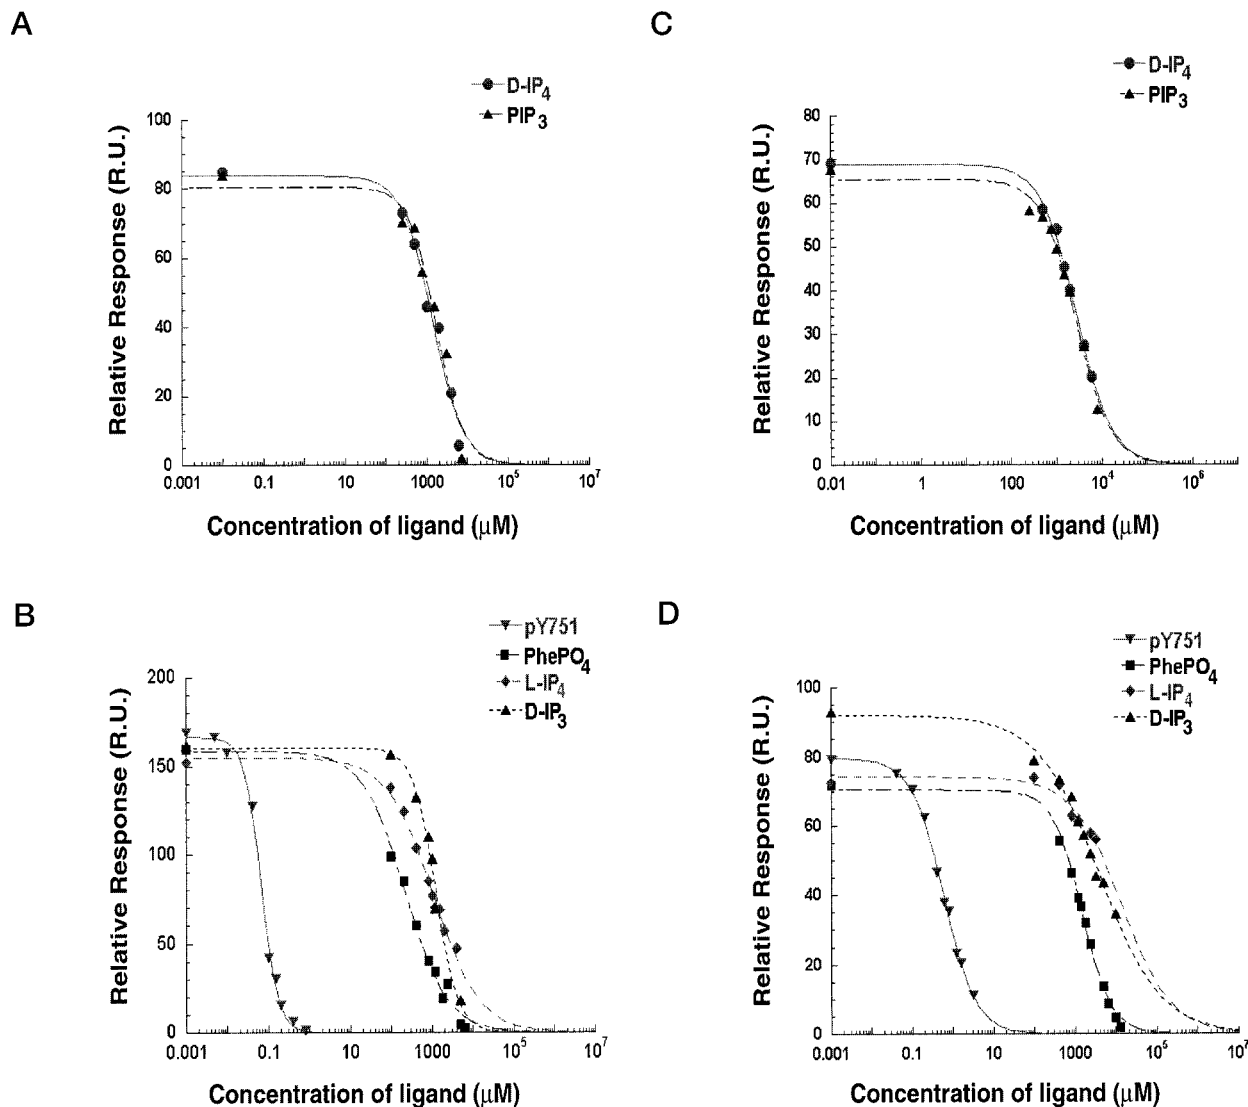 A
D-IP4
PIP3
Relative Response (R.U.)
100
80
60
40
20
0
0.001 0.1 10 1000 10^5 10^7
Concentration of ligand (μM)
C
D-IP4
PIP3
Relative Response (R.U.)
80
70
60
50
40
30
20
10
0
0.01 1 100 10^4 10^6
Concentration of ligand (μM)
B
pY751
PhePO4
L-IP4
D-IP3
Relative Response (R.U.)
200
150
100
50
0
0.001 0.1 10 1000 10^5 10^7
Concentration of ligand (μM)
D
pY751
PhePO4
L-IP4
D-IP3
Relative Response (R.U.)
100
80
60
40
20
0
0.001 0.1 10 1000 10^5 10^7
Concentration of ligand (μM)